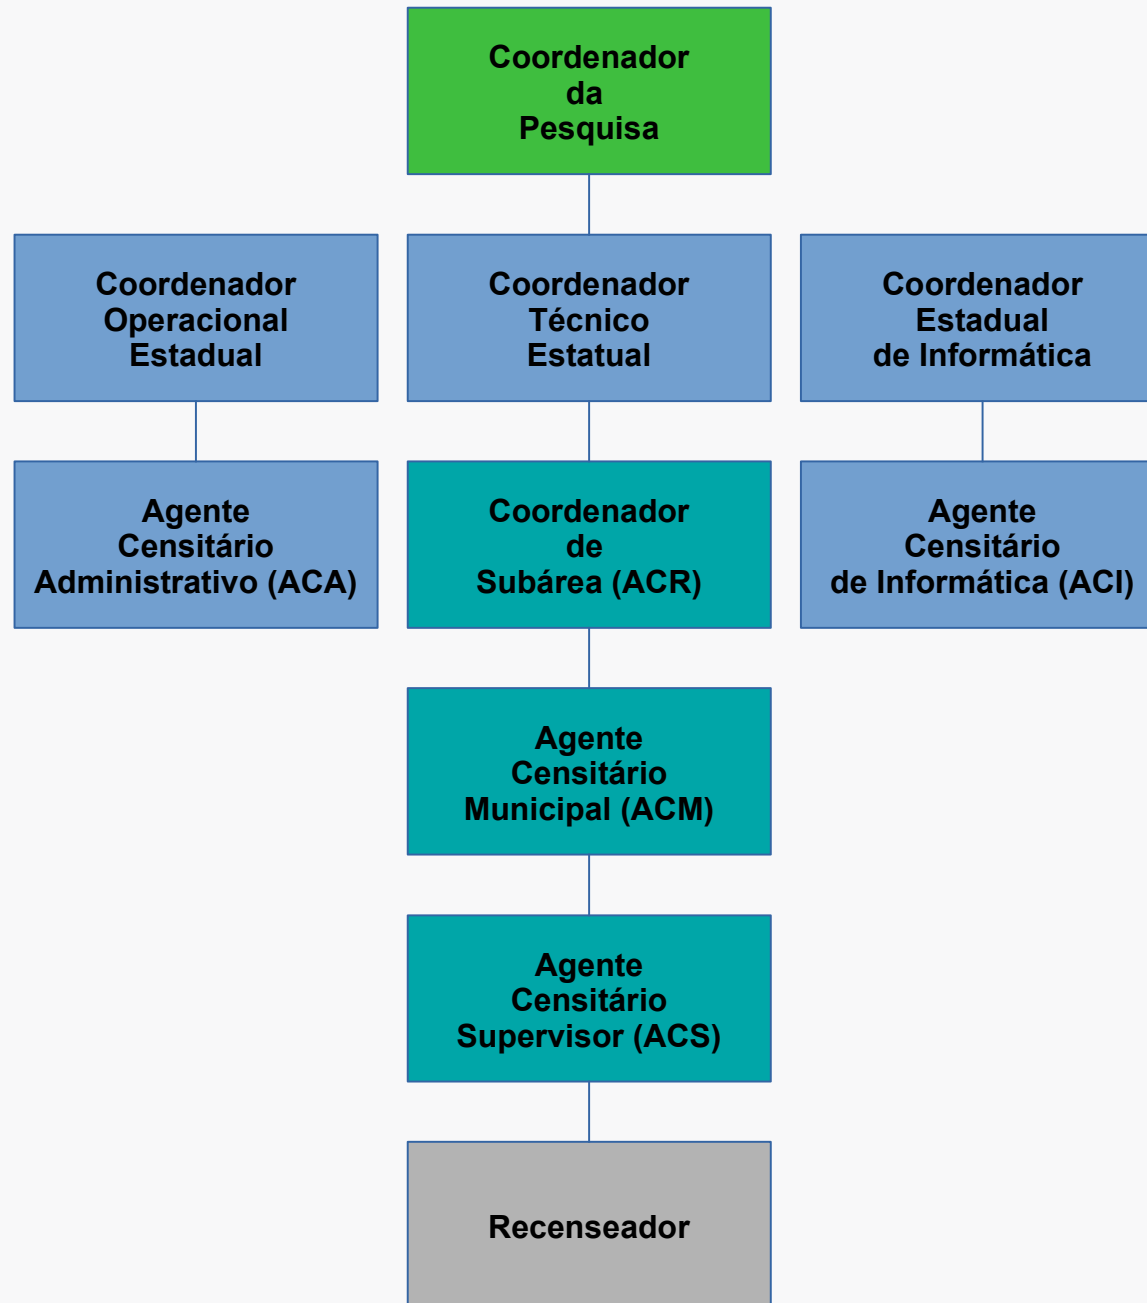 Coordenador
da
Pesquisa
Coordenador
Operacional
Estadual
Coordenador
Técnico
Estatual
Coordenador
Estadual
de Informática
Agente
Censitário
Administrativo (ACA)
Coordenador
de
Subárea (ACR)
Agente
Censitário
de Informática (ACI)
Agente
Censitário
Municipal (ACM)
Agente
Censitário
Supervisor (ACS)
Recenseador